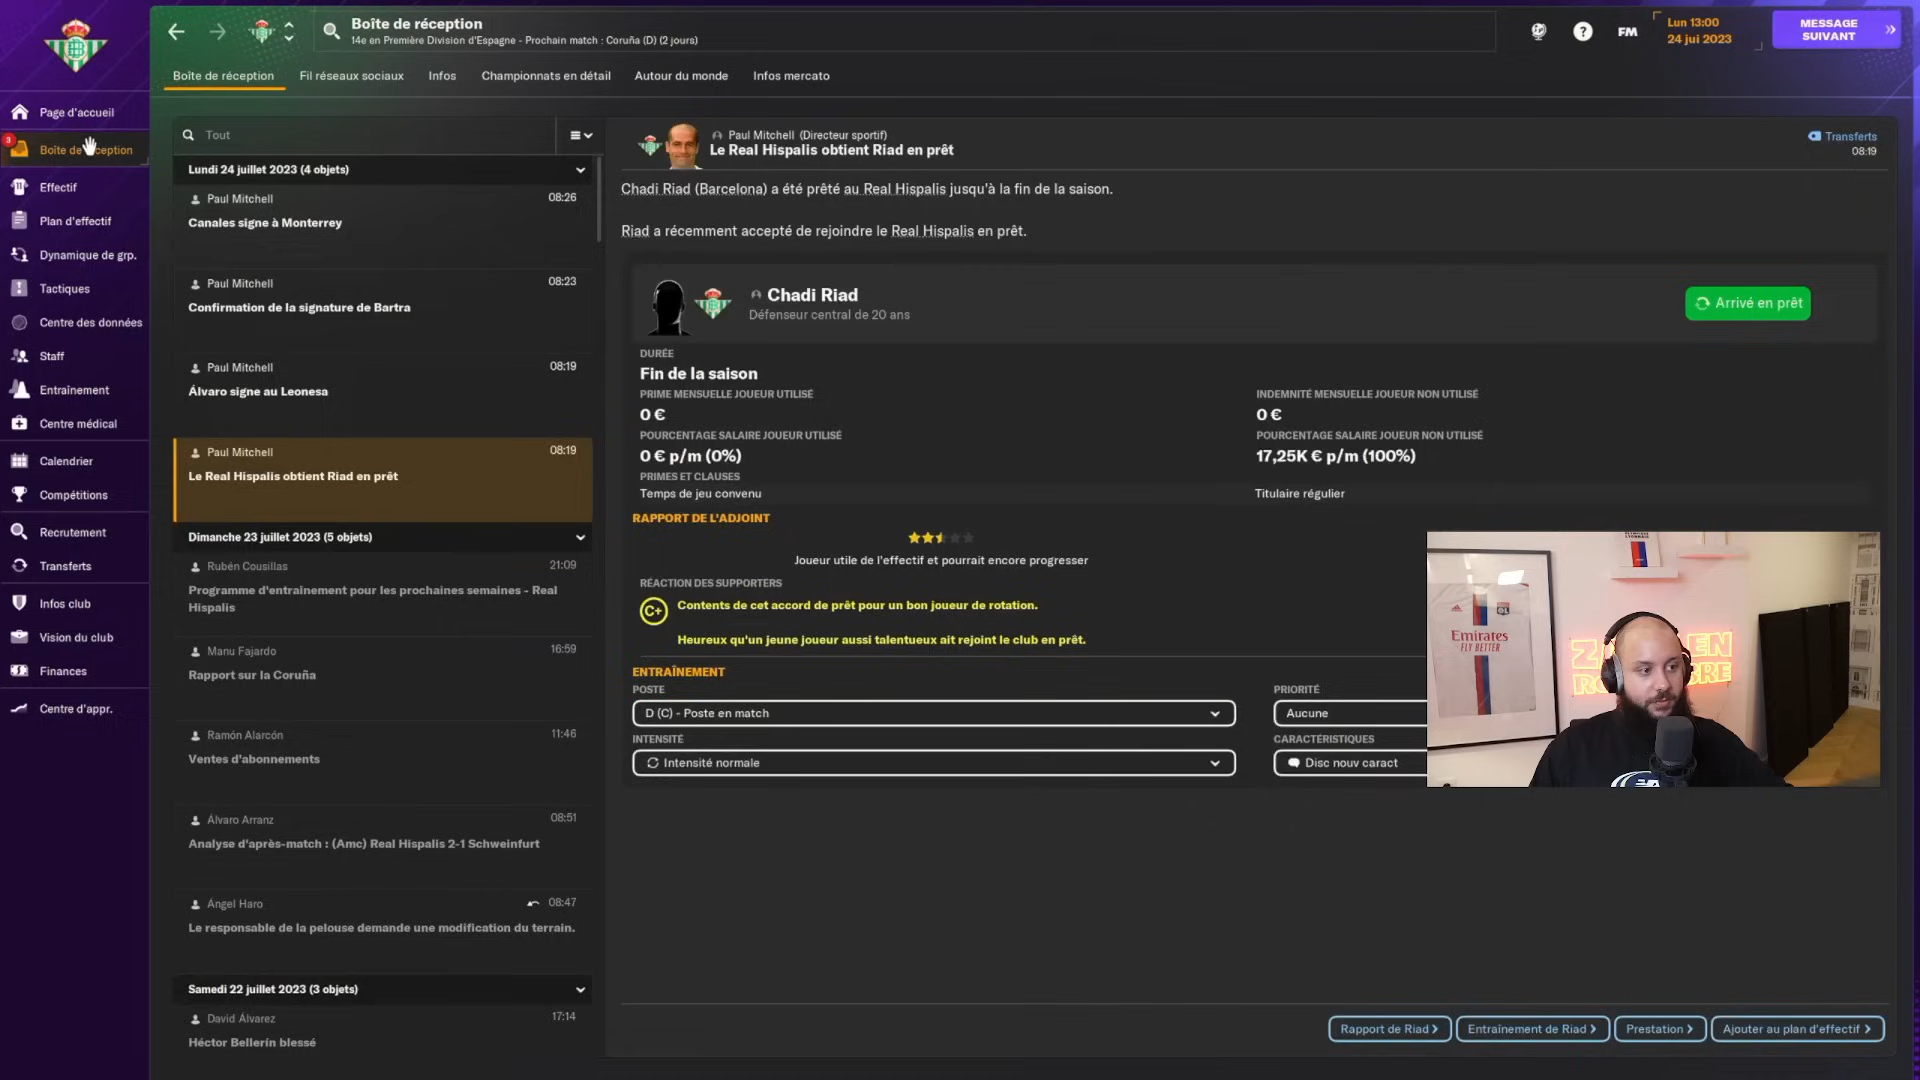 Boîte de réception
14e en Première Division d'Espagne - Prochain match : Coruña (D) (2 jours)
FM
Lun 13:00
24 jui 2023
MESSAGE
SUIVANT
Boîte de réception
Fil réseaux sociaux
Infos
Championnats en détail
Autour du monde
Infos mercato
Page d'accueil
3
Effectif
Plan d'effectif
Dynamique de grp.
Tactiques
Centre des données
Staff
Entraînement
Centre médical
Calendrier
Compétitions
Recrutement
Transferts
Infos club
Vision du club
Finances
Centre d'appr.
Tout
Lundi 24 juillet 2023 (4 objets)
Paul Mitchell 08:26
Canales signe à Monterrey
Paul Mitchell 08:23
Confirmation de la signature de Bartra
Paul Mitchell 08:19
Álvaro signe au Leonesa
Paul Mitchell 08:19
Le Real Hispalis obtient Riad en prêt
Dimanche 23 juillet 2023 (5 objets)
Rubén Cousillas 21:09
Programme d'entraînement pour les prochaines semaines - Real
Hispalis
Manu Fajardo 16:59
Rapport sur la Coruña
Ramón Alarcón 11:46
Ventes d'abonnements
Álvaro Arranz 08:51
Analyse d'après-match : (Amc) Real Hispalis 2-1 Schweinfurt
Ángel Haro 08:47
Le responsable de la pelouse demande une modification du terrain.
Samedi 22 juillet 2023 (3 objets)
David Álvarez 17:14
Héctor Bellerín blessé
Paul Mitchell (Directeur sportif)
Le Real Hispalis obtient Riad en prêt
Transferts
08:19
Chadi Riad (Barcelona) a été prêté au Real Hispalis jusqu'à la fin de la saison.
Riad a récemment accepté de rejoindre le Real Hispalis en prêt.
Chadi Riad
Défenseur central de 20 ans
Arrivé en prêt
DURÉE
Fin de la saison
PRIME MENSUELLE JOUEUR UTILISÉ
0 €
INDEMNITÉ MENSUELLE JOUEUR NON UTILISÉ
0 €
POURCENTAGE SALAIRE JOUEUR UTILISÉ
0 € p/m (0%)
POURCENTAGE SALAIRE JOUEUR NON UTILISÉ
17,25K € p/m (100%)
PRIMES ET CLAUSES
Temps de jeu convenu
Titulaire régulier
RAPPORT DE L'ADJOINT
Joueur utile de l'effectif et pourrait encore progresser
RÉACTION DES SUPPORTERS
C+
Contents de cet accord de prêt pour un bon joueur de rotation.
Heureux qu'un jeune joueur aussi talentueux ait rejoint le club en prêt.
ENTRAÎNEMENT
POSTE
D (C) - Poste en match
PRIORITÉ
Aucune
INTENSITÉ
Intensité normale
CARACTÉRISTIQUES
Disc nouv caract
Emirates
FLY BETTER
Rapport de Riad
Entraînement de Riad
Prestation
Ajouter au plan d'effectif